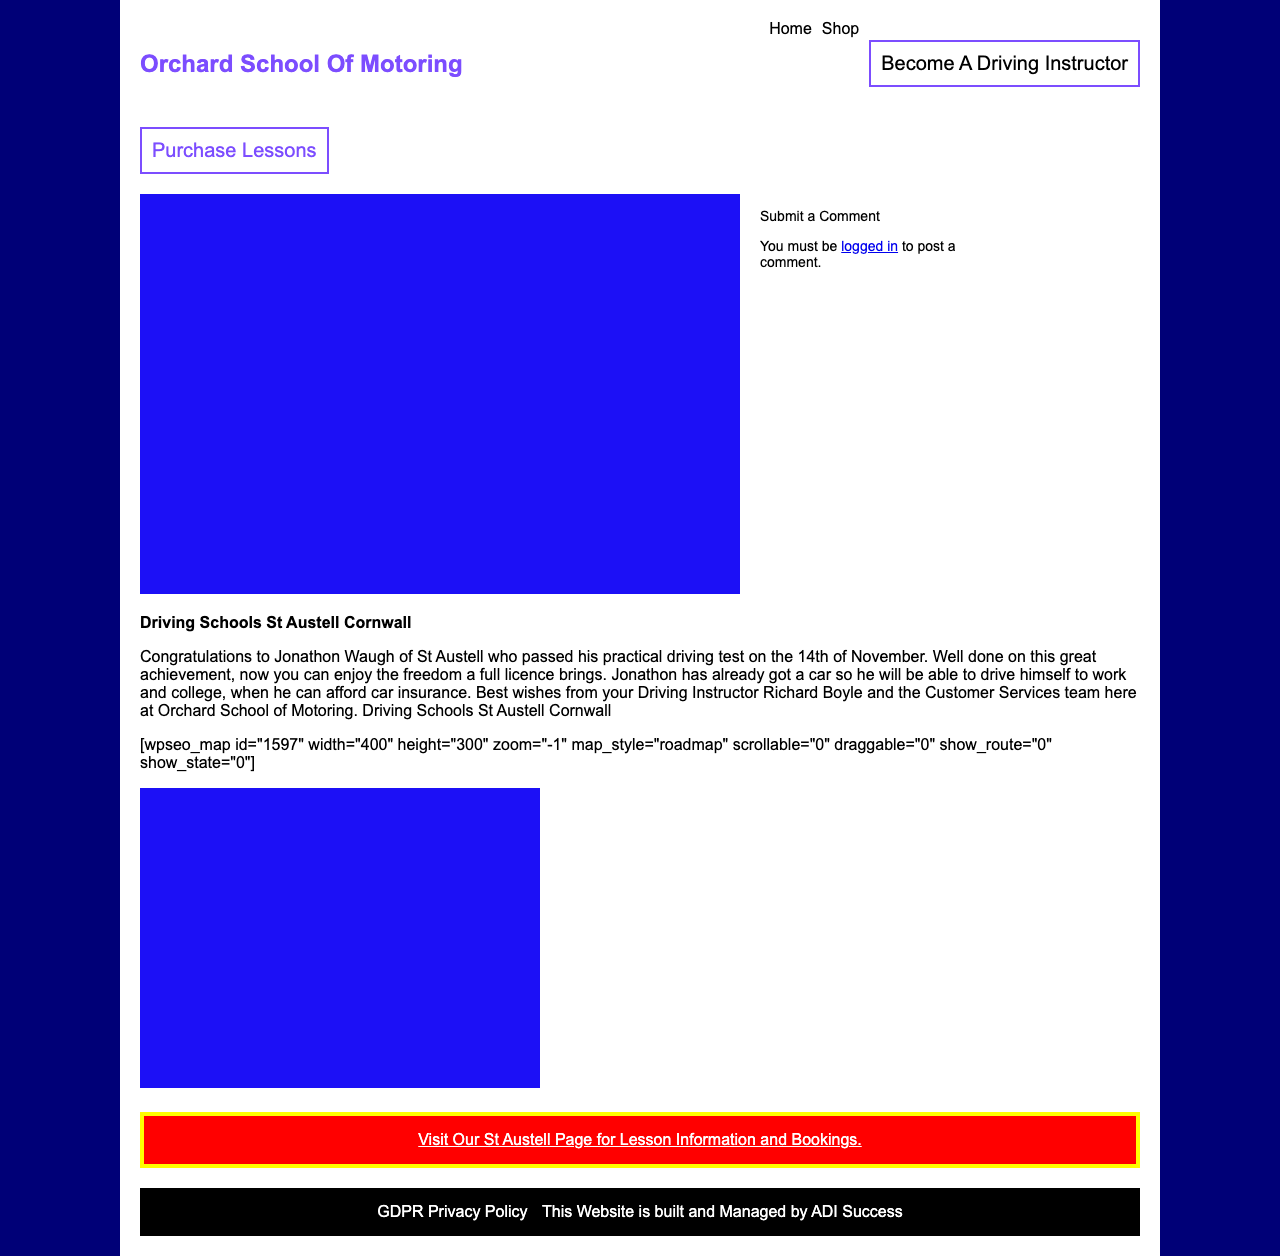 Home Shop
Orchard School Of Motoring
Become A Driving Instructor
Purchase Lessons
Submit a Comment
You must be logged in to post a
comment.
Driving Schools St Austell Cornwall
Congratulations to Jonathon Waugh of St Austell who passed his practical driving test on the 14th of November. Well done on this great
achievement, now you can enjoy the freedom a full licence brings. Jonathon has already got a car so he will be able to drive himself to work
and college, when he can afford car insurance. Best wishes from your Driving Instructor Richard Boyle and the Customer Services team here
at Orchard School of Motoring. Driving Schools St Austell Cornwall
[wpseo_map id="1597" width="400" height="300" zoom="-1" map_style="roadmap" scrollable="0" draggable="0" show_route="0"
show_state="0"]
Visit Our St Austell Page for Lesson Information and Bookings.
GDPR Privacy Policy This Website is built and Managed by ADI Success